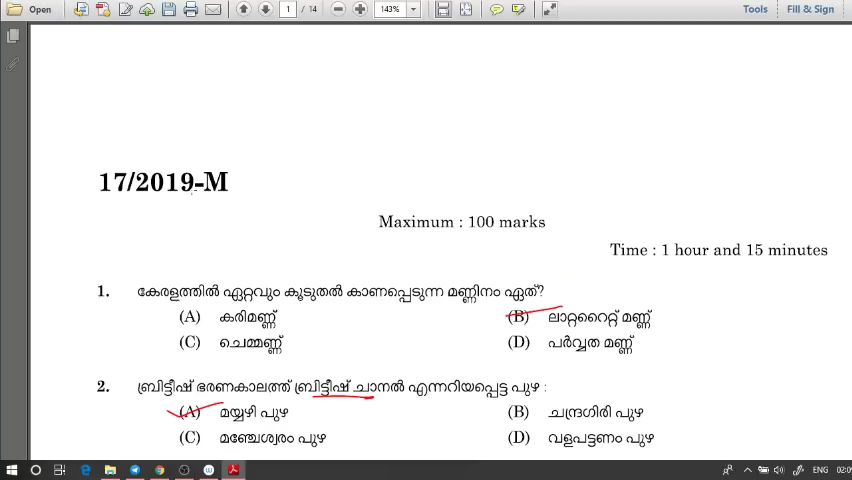 Open 1 / 14 143% Tools Fill & Sign
17/2019-M
Maximum : 100 marks
Time : 1 hour and 15 minutes
1. കേരളത്തിൽ ഏറ്റവും കൂടുതൽ കാണപ്പെടുന്ന മണ്ണിനം ഏത്?
(A) കരിമണ്ണ് (B) ലാറ്ററൈറ്റ് മണ്ണ്
(C) ചെമ്മണ്ണ് (D) പർവ്വത മണ്ണ്
2. ബ്രിട്ടീഷ് ഭരണകാലത്ത് ബ്രിട്ടീഷ് ചാനൽ എന്നറിയപ്പെട്ട പുഴ :
(A) മയ്യഴി പുഴ (B) ചന്ദ്രഗിരി പുഴ
(C) മഞ്ചേശ്വരം പുഴ (D) വളപട്ടണം പുഴ
ENG